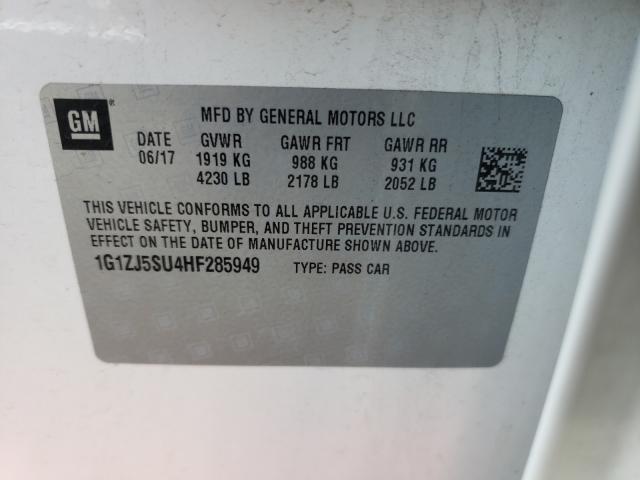 GM
MFD BY GENERAL MOTORS LLC
DATE GVWR GAWR FRT GAWR RR
06/17 1919 KG 988 KG 931 KG
4230 LB 2178 LB 2052 LB
THIS VEHICLE CONFORMS TO ALL APPLICABLE U.S. FEDERAL MOTOR
VEHICLE SAFETY, BUMPER, AND THEFT PREVENTION STANDARDS IN
EFFECT ON THE DATE OF MANUFACTURE SHOWN ABOVE.
1G1ZJ5SU4HF285949 TYPE: PASS CAR